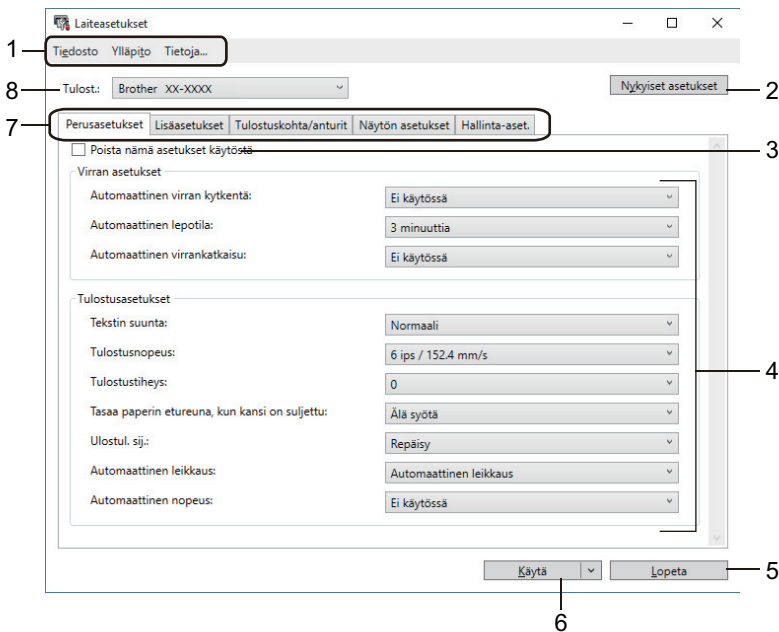 Laiteasetukset
1
Tiedosto Ylläpito Tietoja...
8
Tulost.: Brother XX-XXXX
Nykyiset asetukset
2
7
Perusasetukset Lisäasetukset Tulostuskohta/anturit Näytön asetukset Hallinta-aset.
Poista nämä asetukset käytöstä
3
Virran asetukset
Automaattinen virran kytkentä: Ei käytössä
Automaattinen lepotila: 3 minuuttia
Automaattinen virrankatkaisu: Ei käytössä
Tulostusasetukset
Tekstin suunta: Normaali
Tulostusnopeus: 6 ips / 152.4 mm/s
4
Tulostustiheys: 0
Tasaa paperin etureuna, kun kansi on suljettu: Älä syötä
Ulostul. sij.: Repäisy
Automaattinen leikkaus: Automaattinen leikkaus
Automaattinen nopeus: Ei käytössä
Käytä
Lopeta
5
6